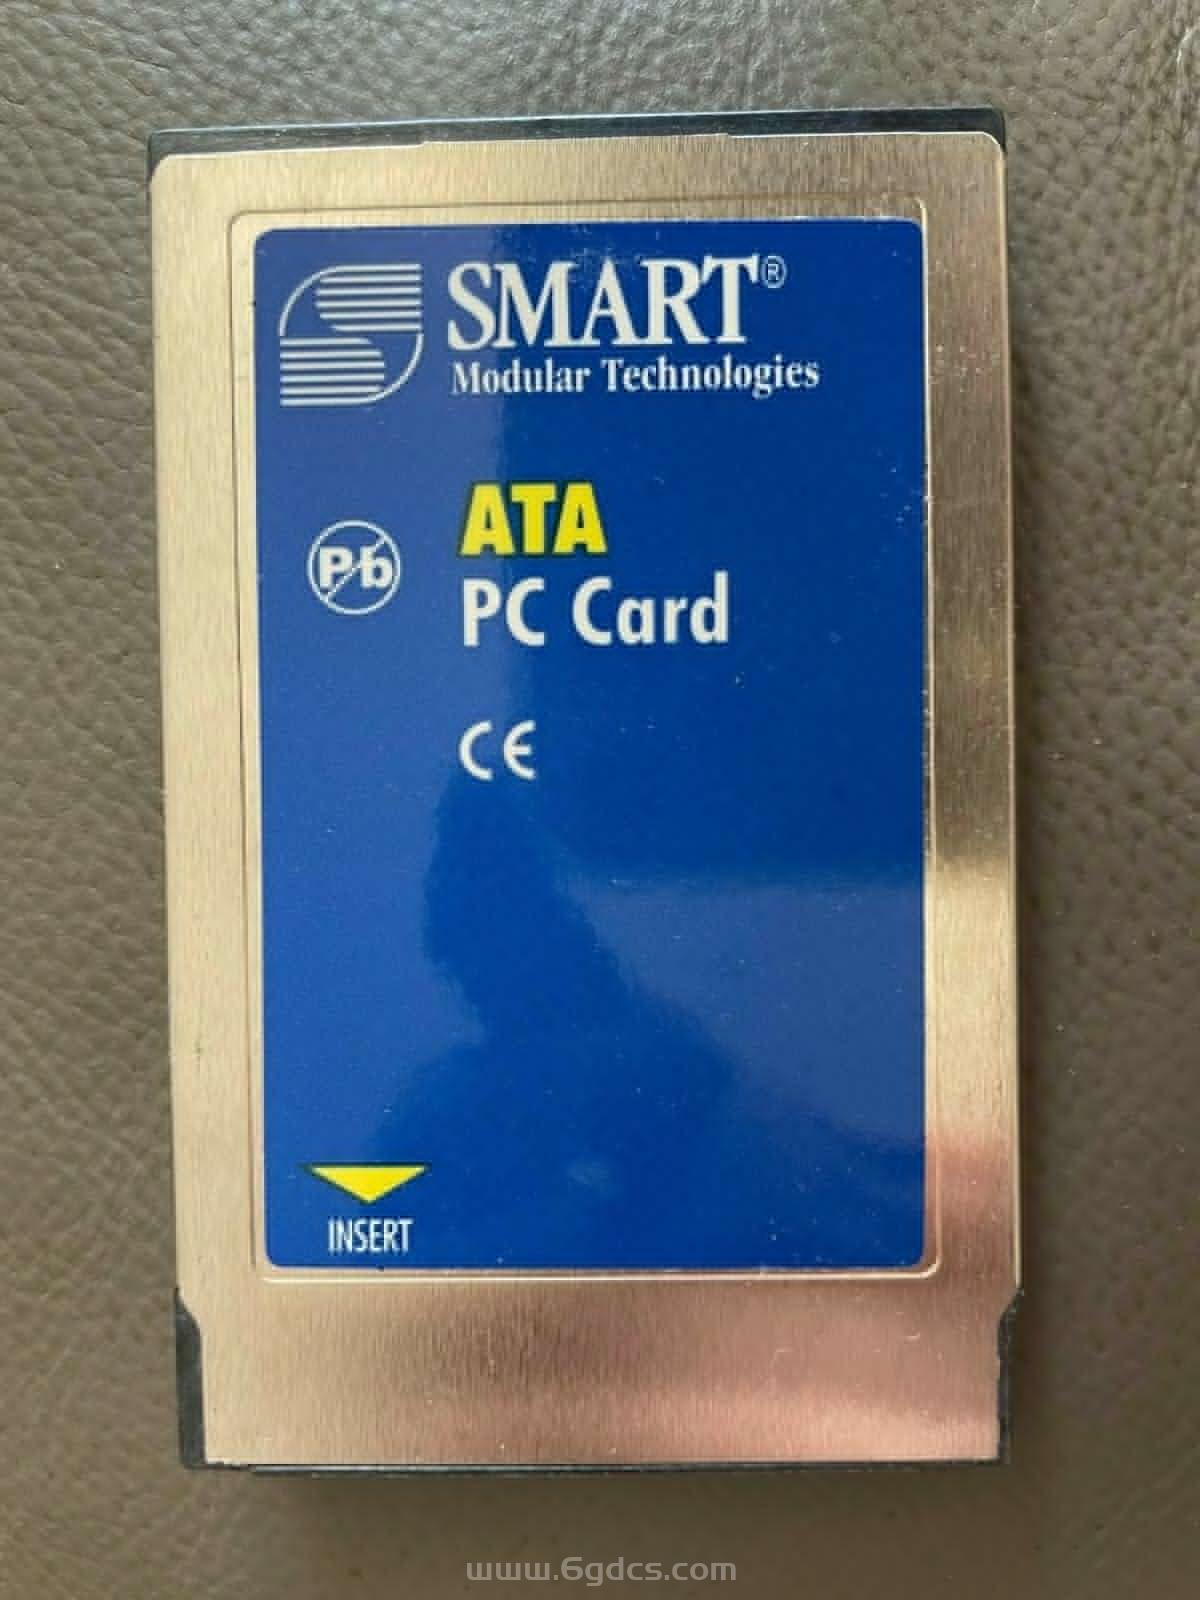 SMART®
Modular Technologies
ATA
Pb
PC Card
CE
INSERT
www.6gdcs.com